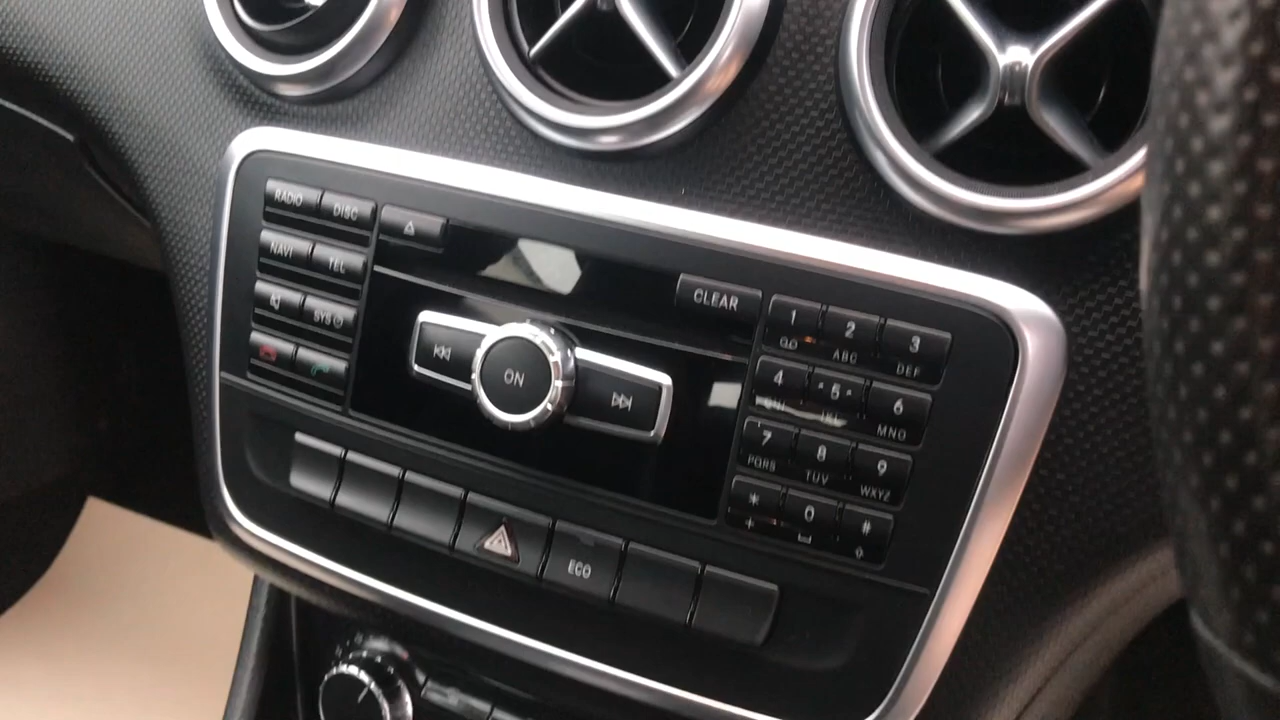 RADIO DISC
NAVI TEL
SYS
CLEAR
ON
1 2 3
ABC DEF
4 5 6
JKL MNO
7 8 9
PQRS TUV WXYZ
* 0 #
+
ECO